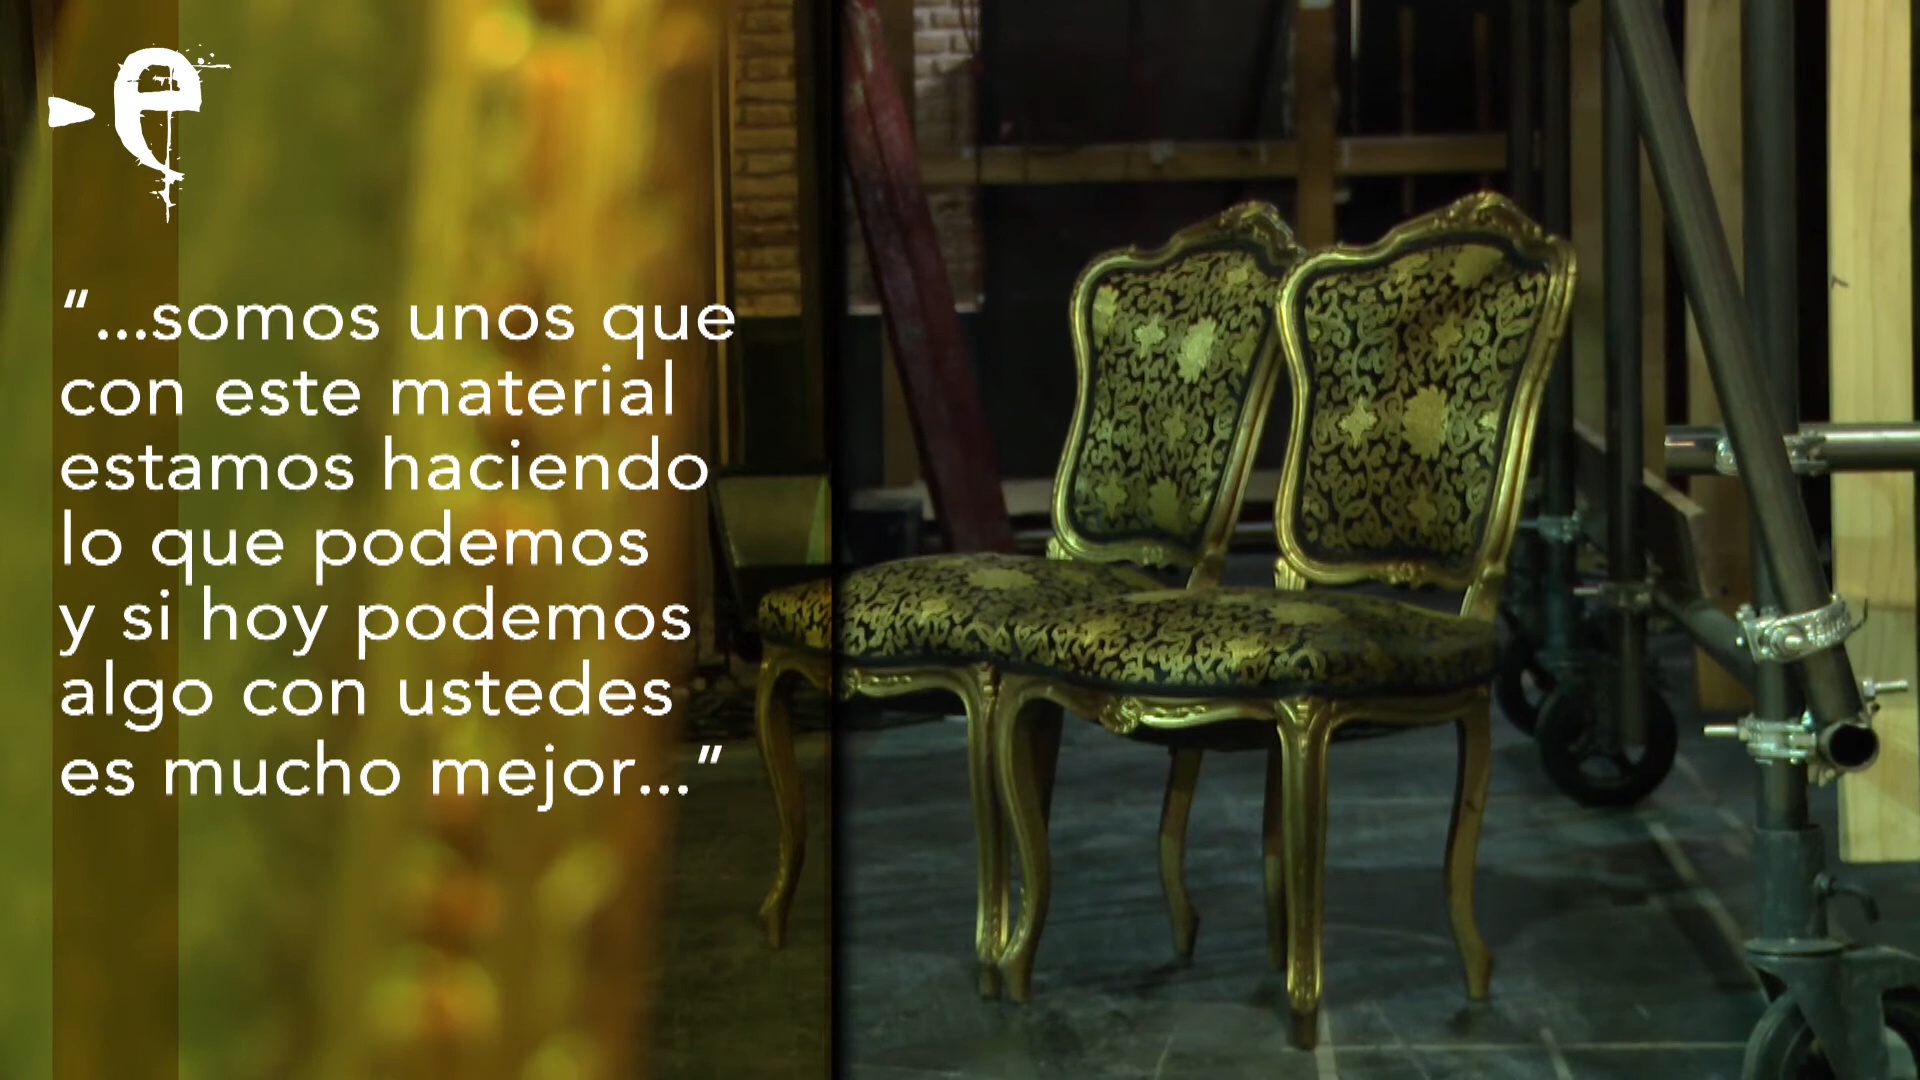 e
“...somos unos que
con este material
estamos haciendo
lo que podemos
y si hoy podemos
algo con ustedes
es mucho mejor...”